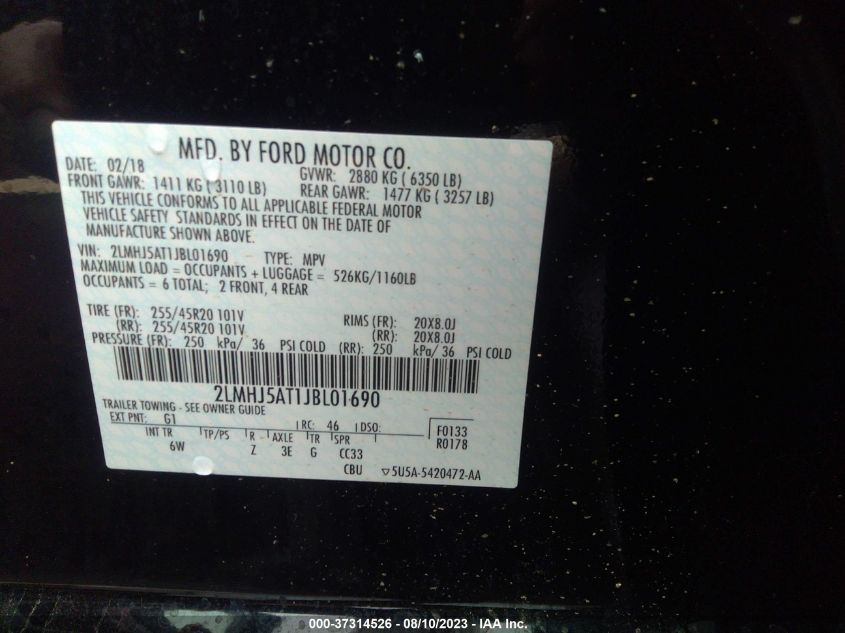 MFD. BY FORD MOTOR CO.
DATE: 02/18 GVWR: 2880 KG ( 6350 LB)
FRONT GAWR: 1411 KG ( 3110 LB) REAR GAWR: 1477 KG ( 3257 LB)
THIS VEHICLE CONFORMS TO ALL APPLICABLE FEDERAL MOTOR
VEHICLE SAFETY STANDARDS IN EFFECT ON THE DATE OF
MANUFACTURE SHOWN ABOVE.
VIN: 2LMHJ5AT1JBL01690 TYPE: MPV
MAXIMUM LOAD = OCCUPANTS + LUGGAGE = 526KG/1160LB
OCCUPANTS = 6 TOTAL; 2 FRONT, 4 REAR
TIRE (FR): 255/45R20 101V RIMS (FR): 20X8.0J
(RR): 255/45R20 101V (RR): 20X8.0J
PRESSURE (FR): 250 kPa/ 36 PSI COLD (RR): 250 kPa/ 36 PSI COLD
2LMHJ5AT1JBL01690
TRAILER TOWING - SEE OWNER GUIDE
EXT PNT: G1 RC: 46 DSO: F0133
INT TR TP/PS R AXLE TR SPR R0178
6W Z 3E G CC33
CBU ▽5U5A-5420472-AA
000-37314526 - 08/10/2023 - IAA Inc.